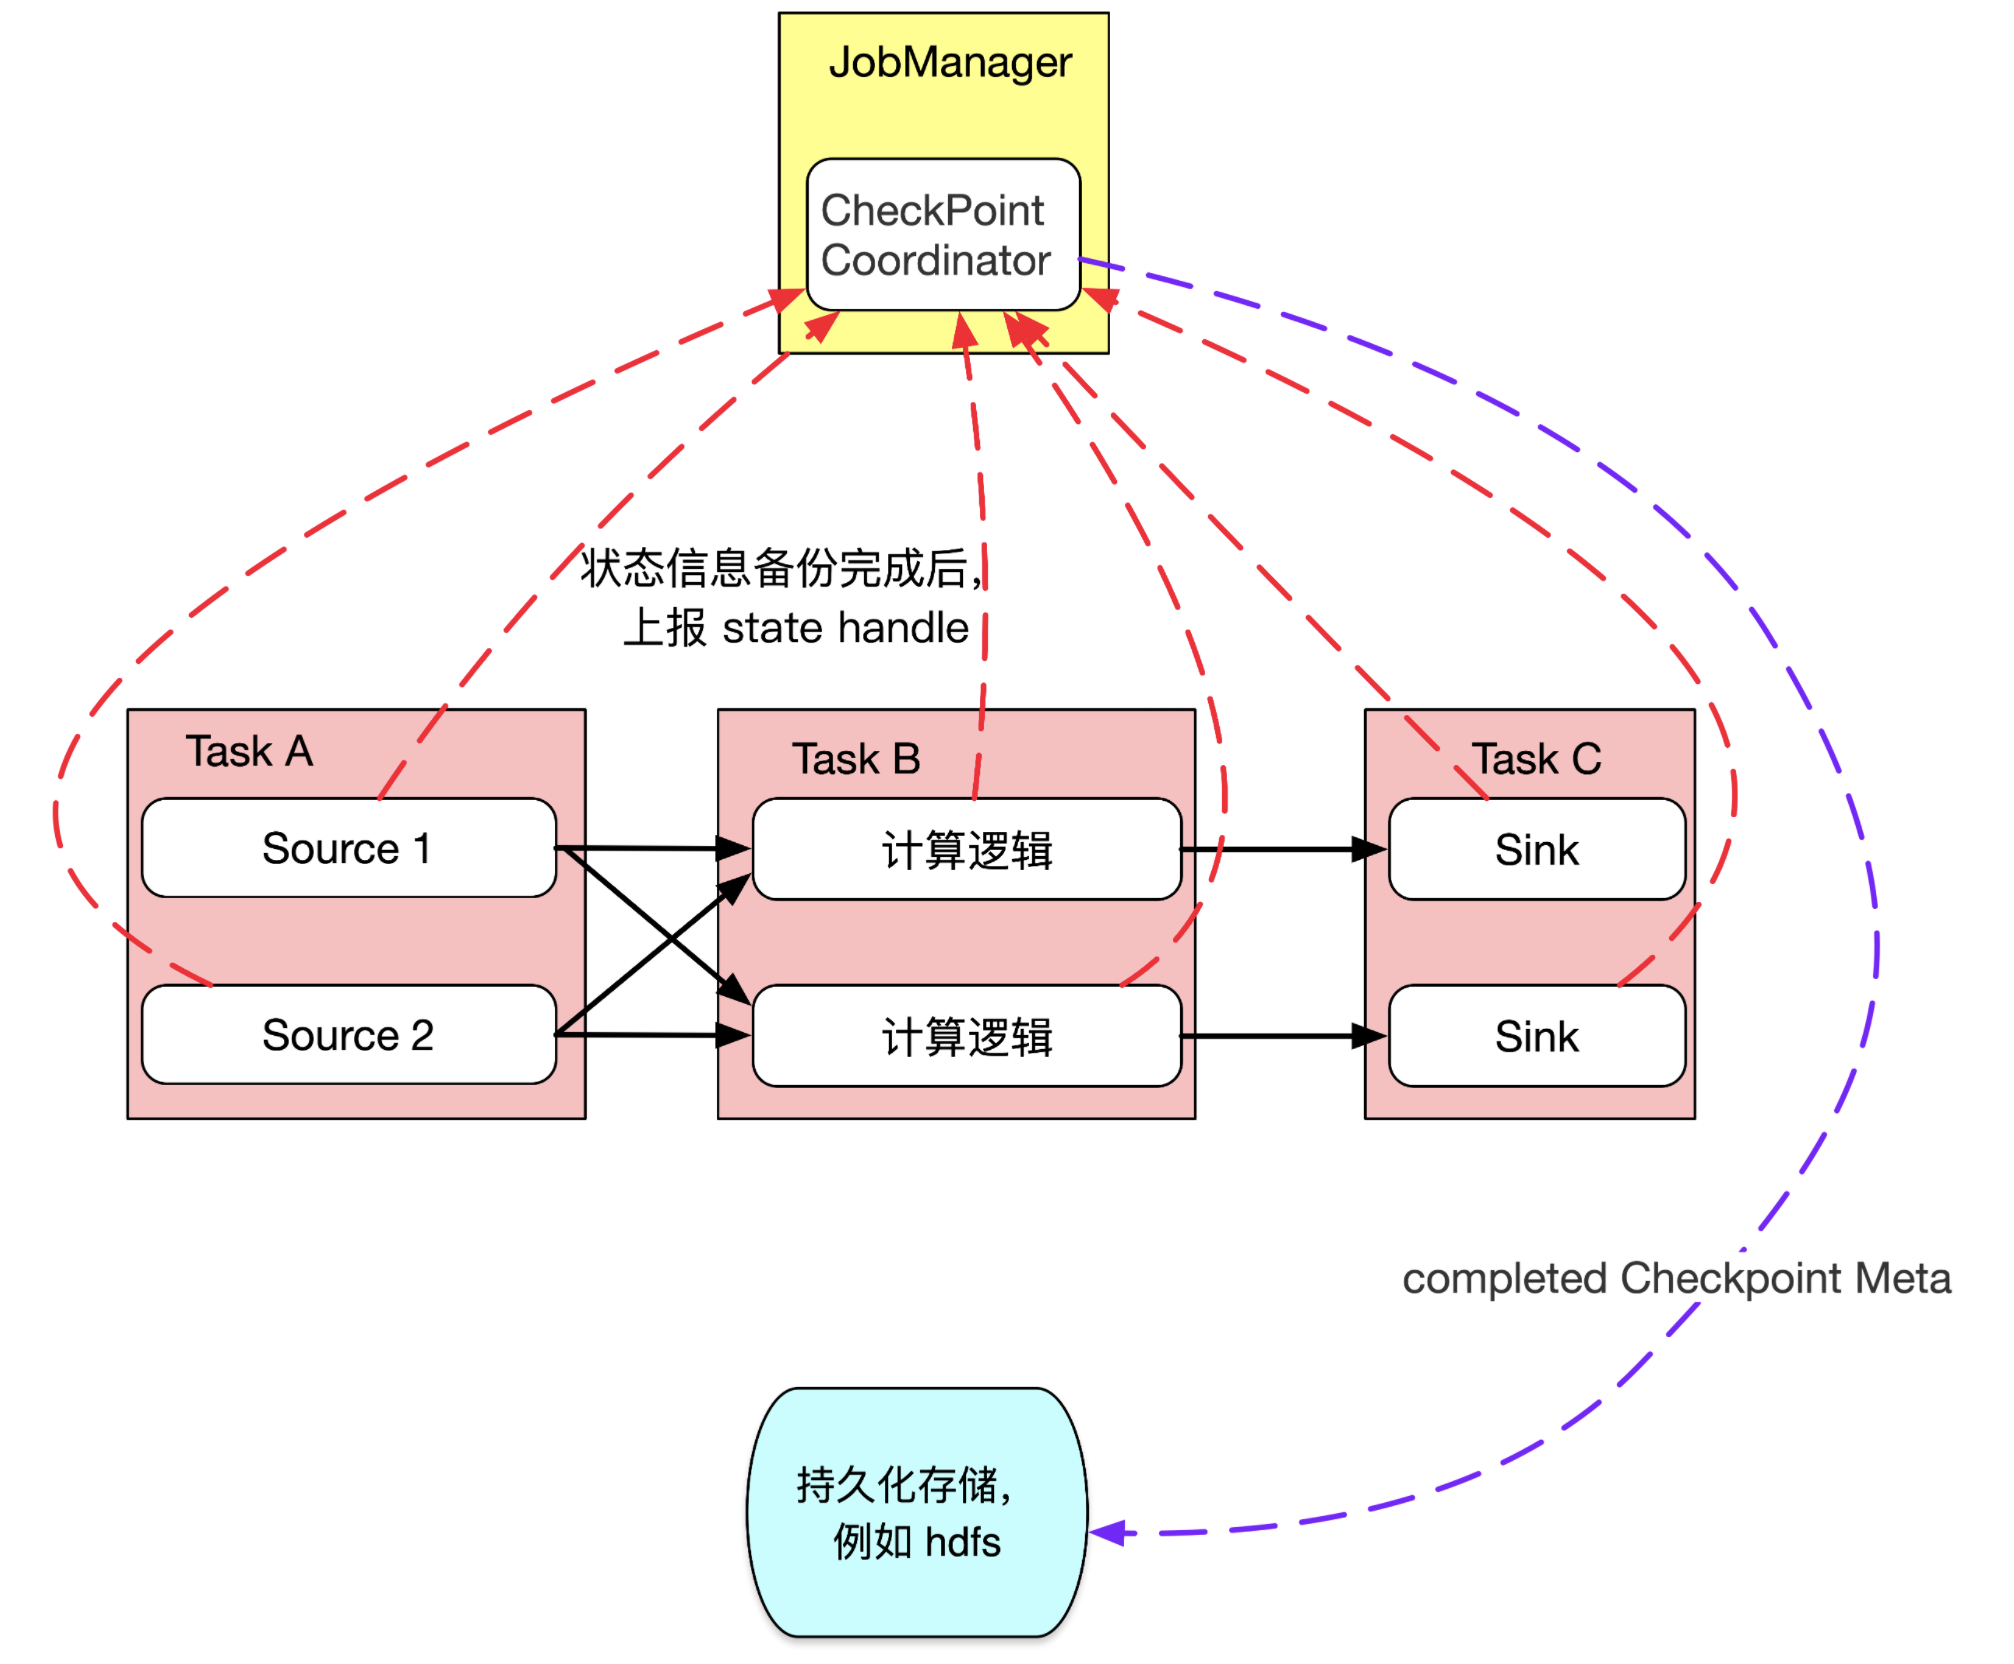 JobManager
CheckPoint
Coordinator
状态信息备份完成后，
上报 state handle
Task A
Task B
Task C
Source 1
计算逻辑
Sink
Source 2
计算逻辑
Sink
completed Checkpoint Meta
持久化存储，
例如 hdfs